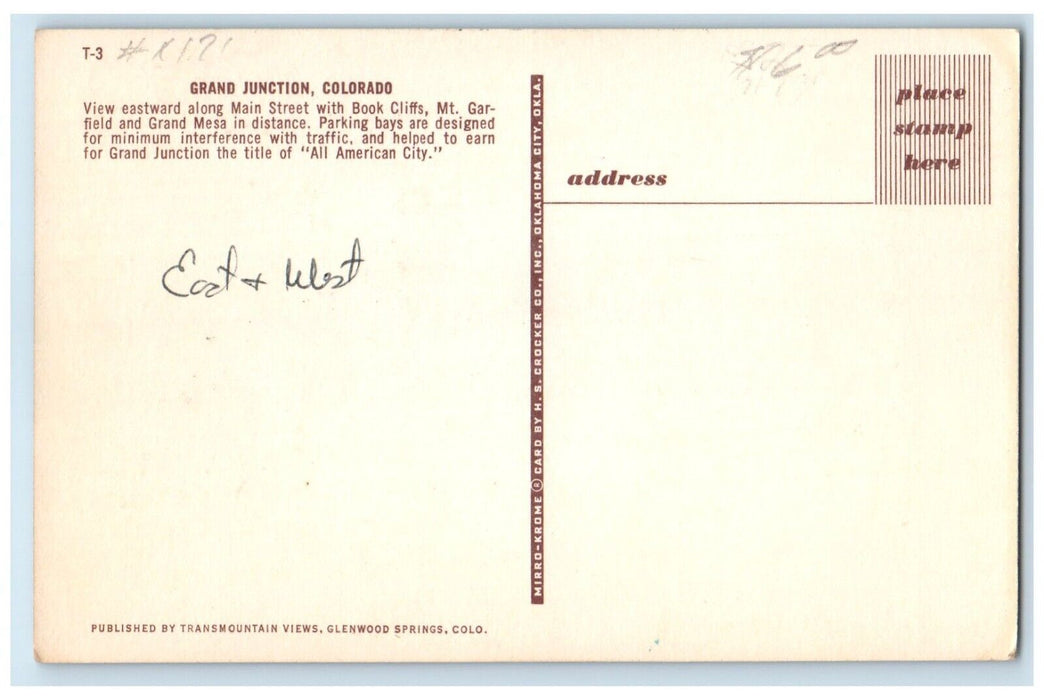 T-3 # X171
$6.00
GRAND JUNCTION, COLORADO
View eastward along Main Street with Book Cliffs, Mt. Gar-
field and Grand Mesa in distance. Parking bays are designed
for minimum interference with traffic, and helped to earn
for Grand Junction the title of "All American City."
East + West
PUBLISHED BY TRANSMOUNTAIN VIEWS, GLENWOOD SPRINGS, COLO.
MIRRO-KROME ® CARD BY H. S. CROCKER CO., INC., OKLAHOMA CITY, OKLA.
address
place
stamp
here